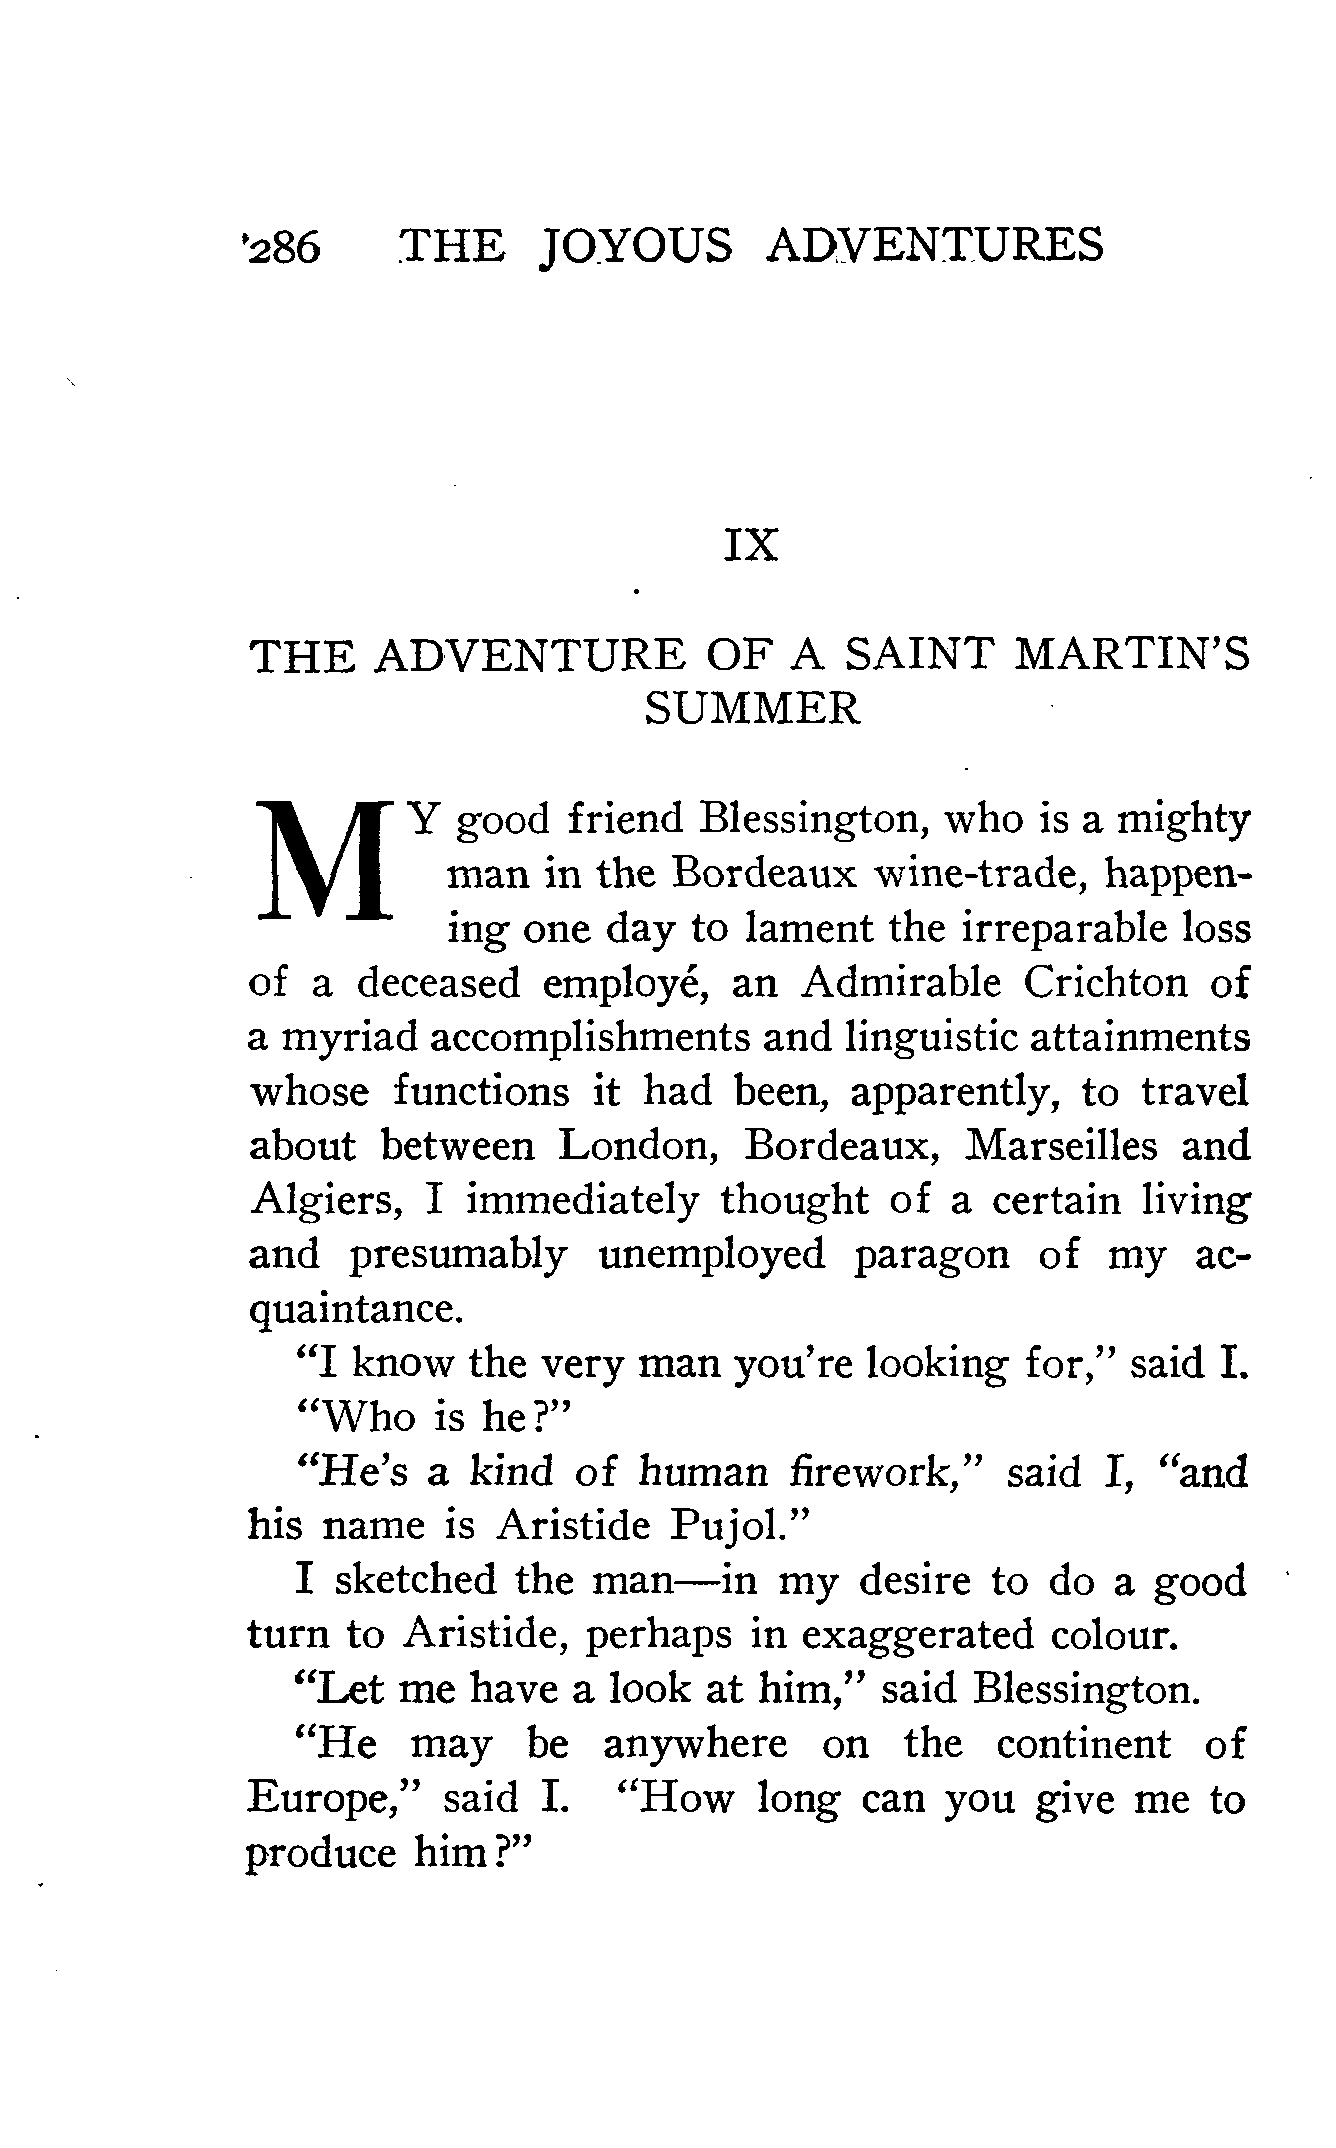 286 THE JOYOUS ADVENTURES
IX
THE ADVENTURE OF A SAINT MARTIN'S
SUMMER
MY good friend Blessington, who is a mighty
man in the Bordeaux wine-trade, happen-
ing one day to lament the irreparable loss
of a deceased employé, an Admirable Crichton of
a myriad accomplishments and linguistic attainments
whose functions it had been, apparently, to travel
about between London, Bordeaux, Marseilles and
Algiers, I immediately thought of a certain living
and presumably unemployed paragon of my ac-
quaintance.
"I know the very man you're looking for," said I.
"Who is he?"
"He's a kind of human firework," said I, "and
his name is Aristide Pujol."
I sketched the man—in my desire to do a good
turn to Aristide, perhaps in exaggerated colour.
"Let me have a look at him," said Blessington.
"He may be anywhere on the continent of
Europe," said I. "How long can you give me to
produce him?"